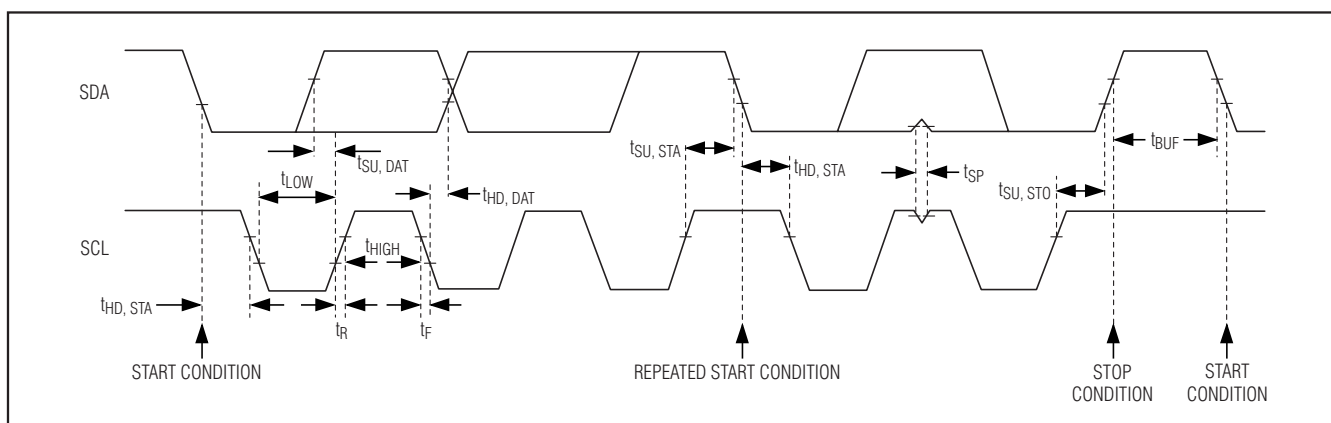 SDA
tSU, DAT
tLOW
tHD, DAT
tSU, STA
tHD, STA
tSP
tBUF
tSU, STO
SCL
tHIGH
tHD, STA
tR
tF
START CONDITION
REPEATED START CONDITION
STOP
CONDITION
START
CONDITION